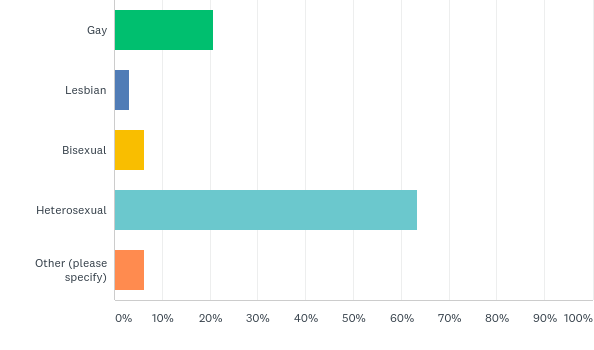 Gay
Lesbian
Bisexual
Heterosexual
Other (please
specify)
0% 10% 20% 30% 40% 50% 60% 70% 80% 90% 100%